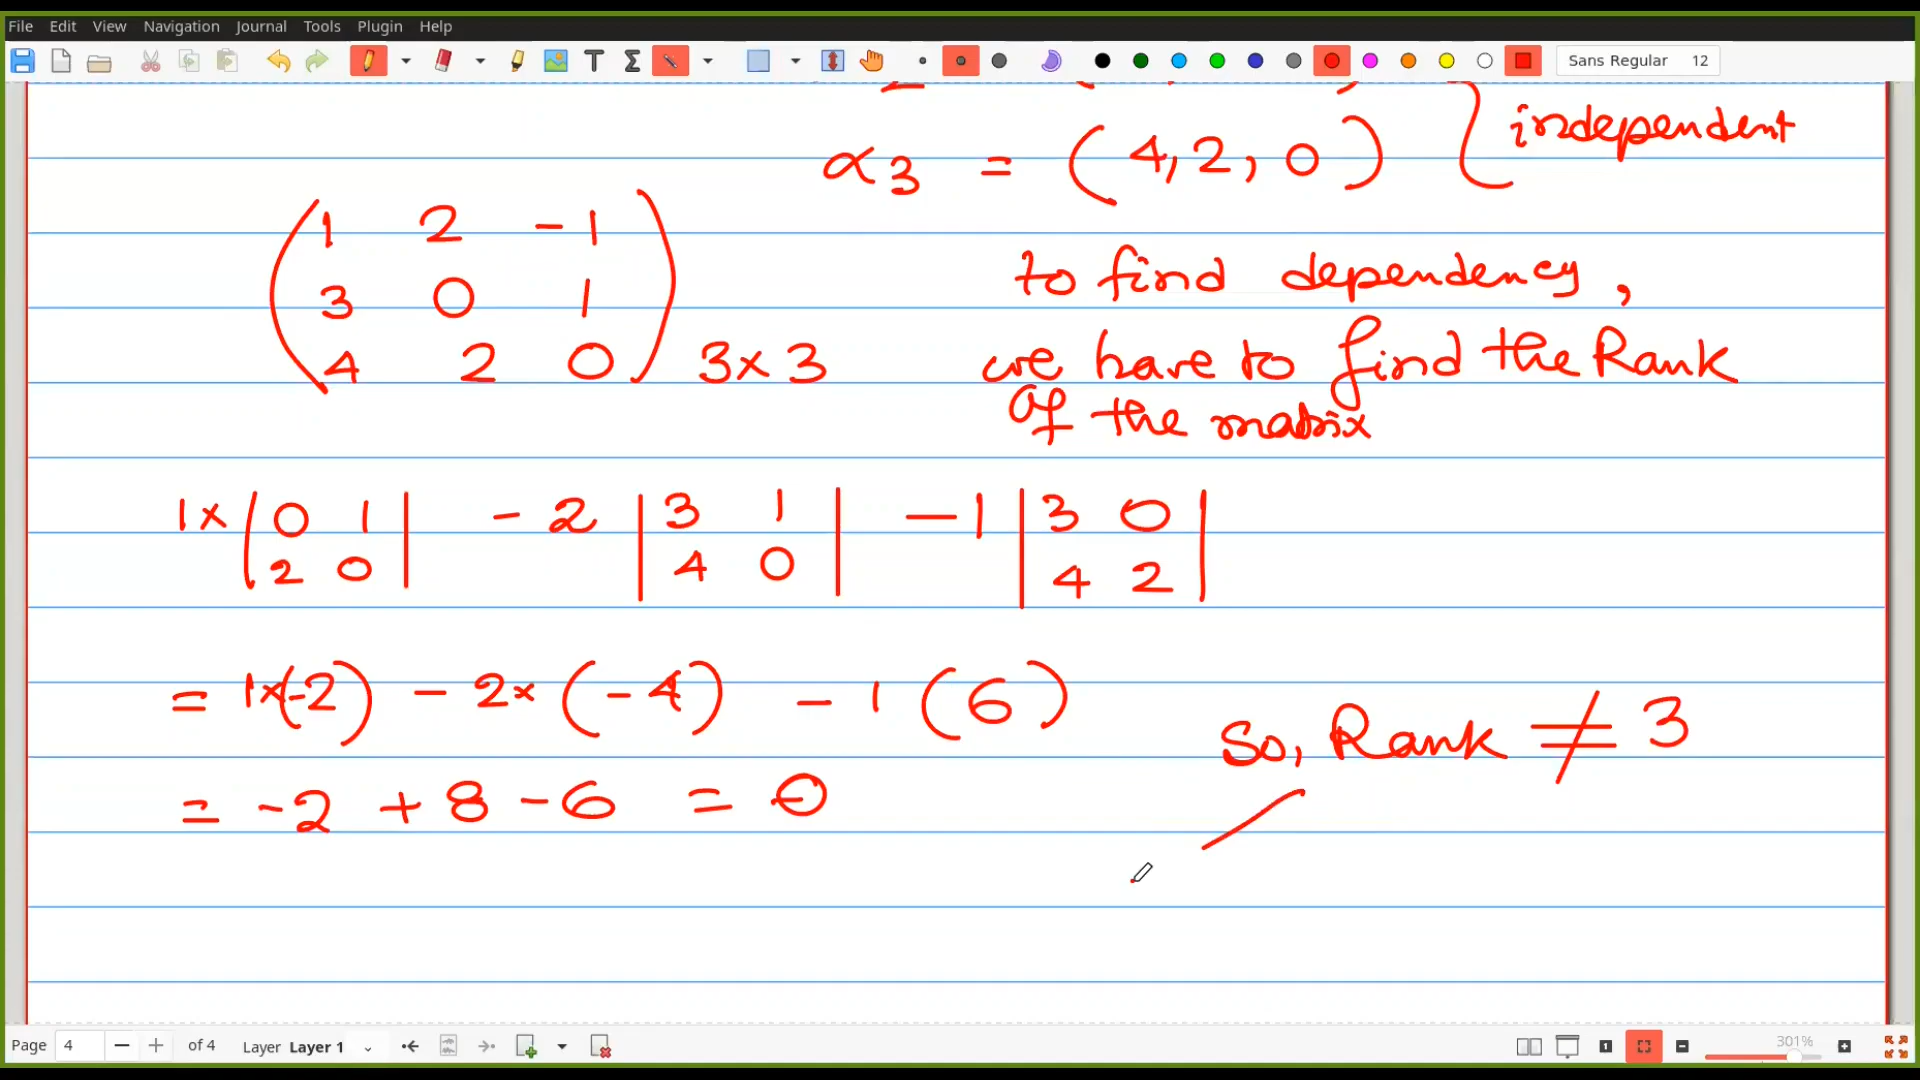 File Edit View Navigation Journal Tools Plugin Help
Sans Regular 12
independent
α3 = (4, 2, 0)
1 2 -1
3 0 1
4 2 0
3x3
to find dependency,
we have to find the Rank
Of the matrix
1x |0 1| - 2 |3 1| - 1 |3 0|
|2 0| |4 0| |4 2|
= 1x(-2) - 2x(-4) - 1(6)
So, Rank ≠ 3
= -2 + 8 - 6 = 0
Page 4 of 4 Layer Layer 1 301%